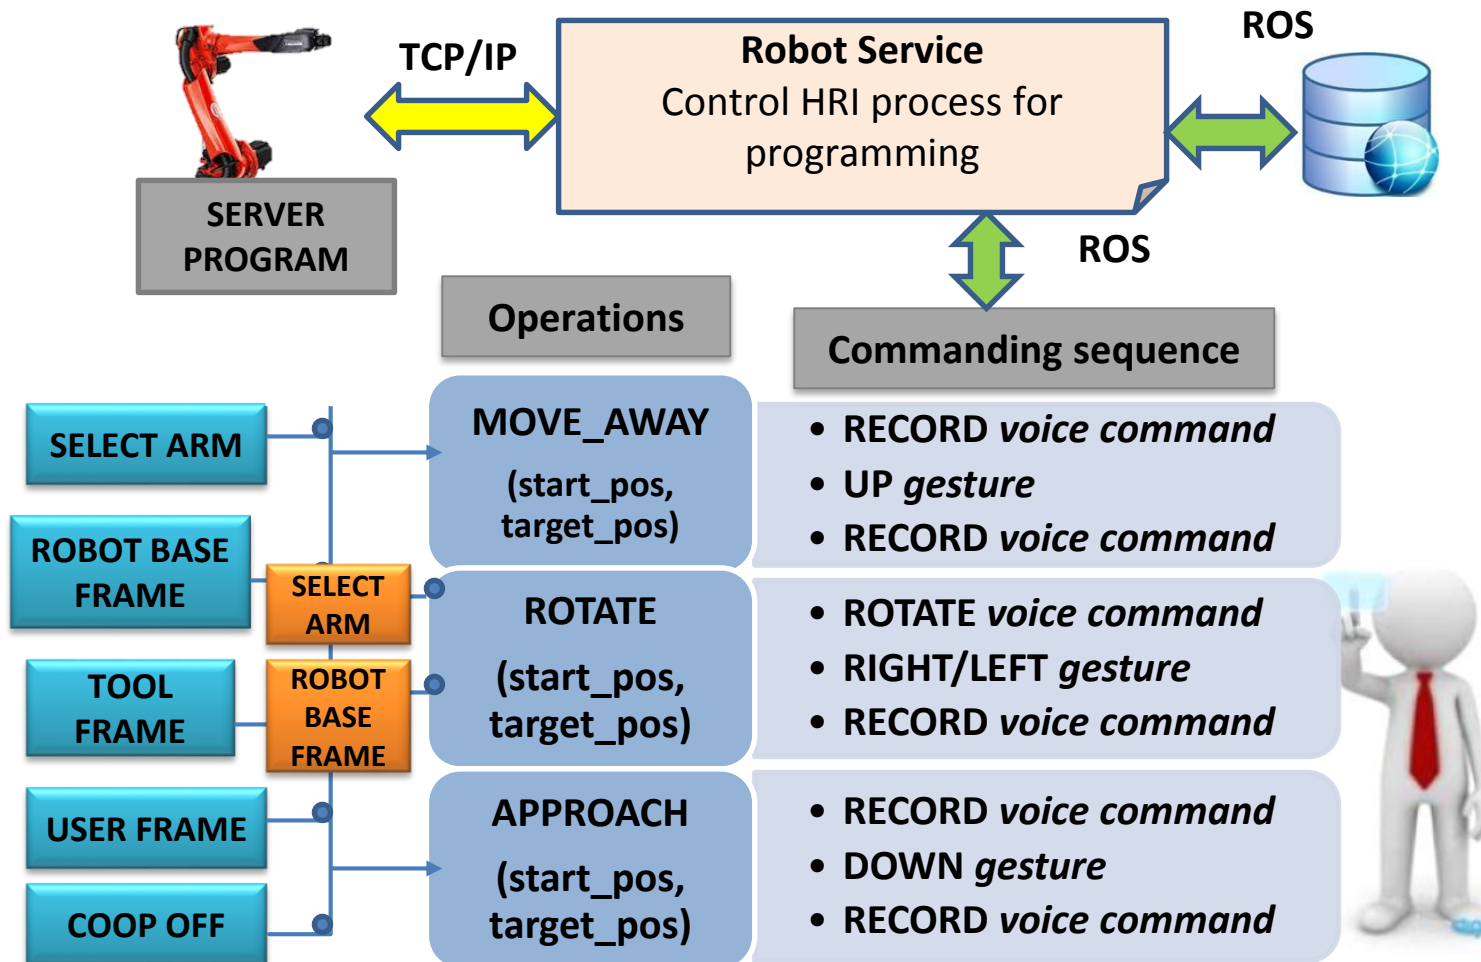 TCP/IP
Robot Service
Control HRI process for
programming
ROS
SERVER
PROGRAM
ROS
Operations
Commanding sequence
SELECT ARM
ROBOT BASE
FRAME
TOOL
FRAME
USER FRAME
COOP OFF
SELECT
ARM
ROBOT
BASE
FRAME
MOVE_AWAY
(start_pos,
target_pos)
• RECORD voice command
• UP gesture
• RECORD voice command
ROTATE
(start_pos,
target_pos)
• ROTATE voice command
• RIGHT/LEFT gesture
• RECORD voice command
APPROACH
(start_pos,
target_pos)
• RECORD voice command
• DOWN gesture
• RECORD voice command